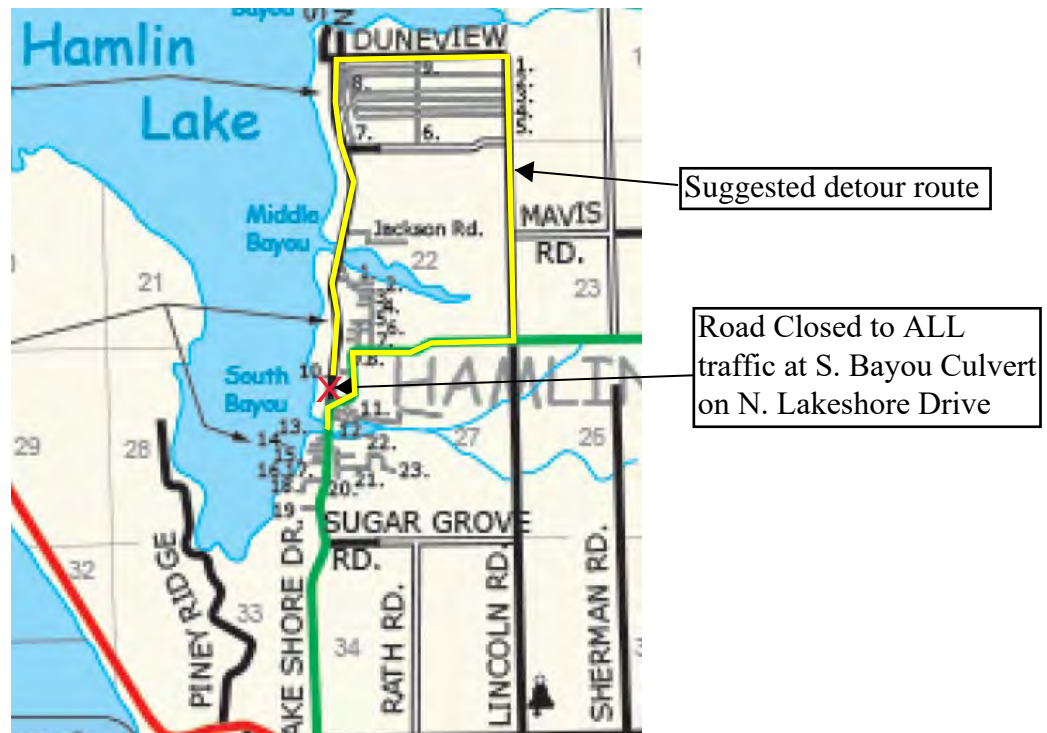 Bayou
Hamlin
Lake
DUNEVIEW
9.
1.
8.
5.
7.
6.
Suggested detour route
Middle
Bayou
Jackson Rd.
MAVIS
RD.
22
21
23
1.
2.
Road Closed to ALL
traffic at S. Bayou Culvert
on N. Lakeshore Drive
8.
10.
HAMLIN
South
Bayou
11.
12.
13.
14.
27
26
22.
29
28
15.
16.
17.
21.
23.
18.
20.
19.
SUGAR GROVE
RD.
32
33
34
PINEY RIDGE
AKE SHORE DR.
RATH RD.
LINCOLN RD.
SHERMAN RD.